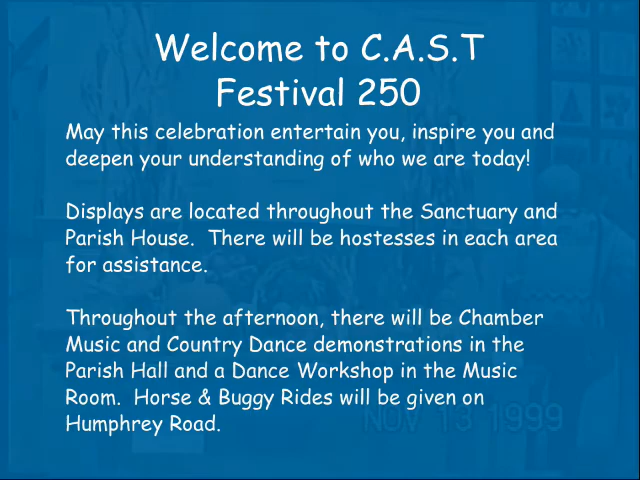 Welcome to C.A.S.T
Festival 250
May this celebration entertain you, inspire you and
deepen your understanding of who we are today!
Displays are located throughout the Sanctuary and
Parish House.  There will be hostesses in each area
for assistance.
Throughout the afternoon, there will be Chamber
Music and Country Dance demonstrations in the
Parish Hall and a Dance Workshop in the Music
Room.  Horse & Buggy Rides will be given on
Humphrey Road.
NOV 13 1999